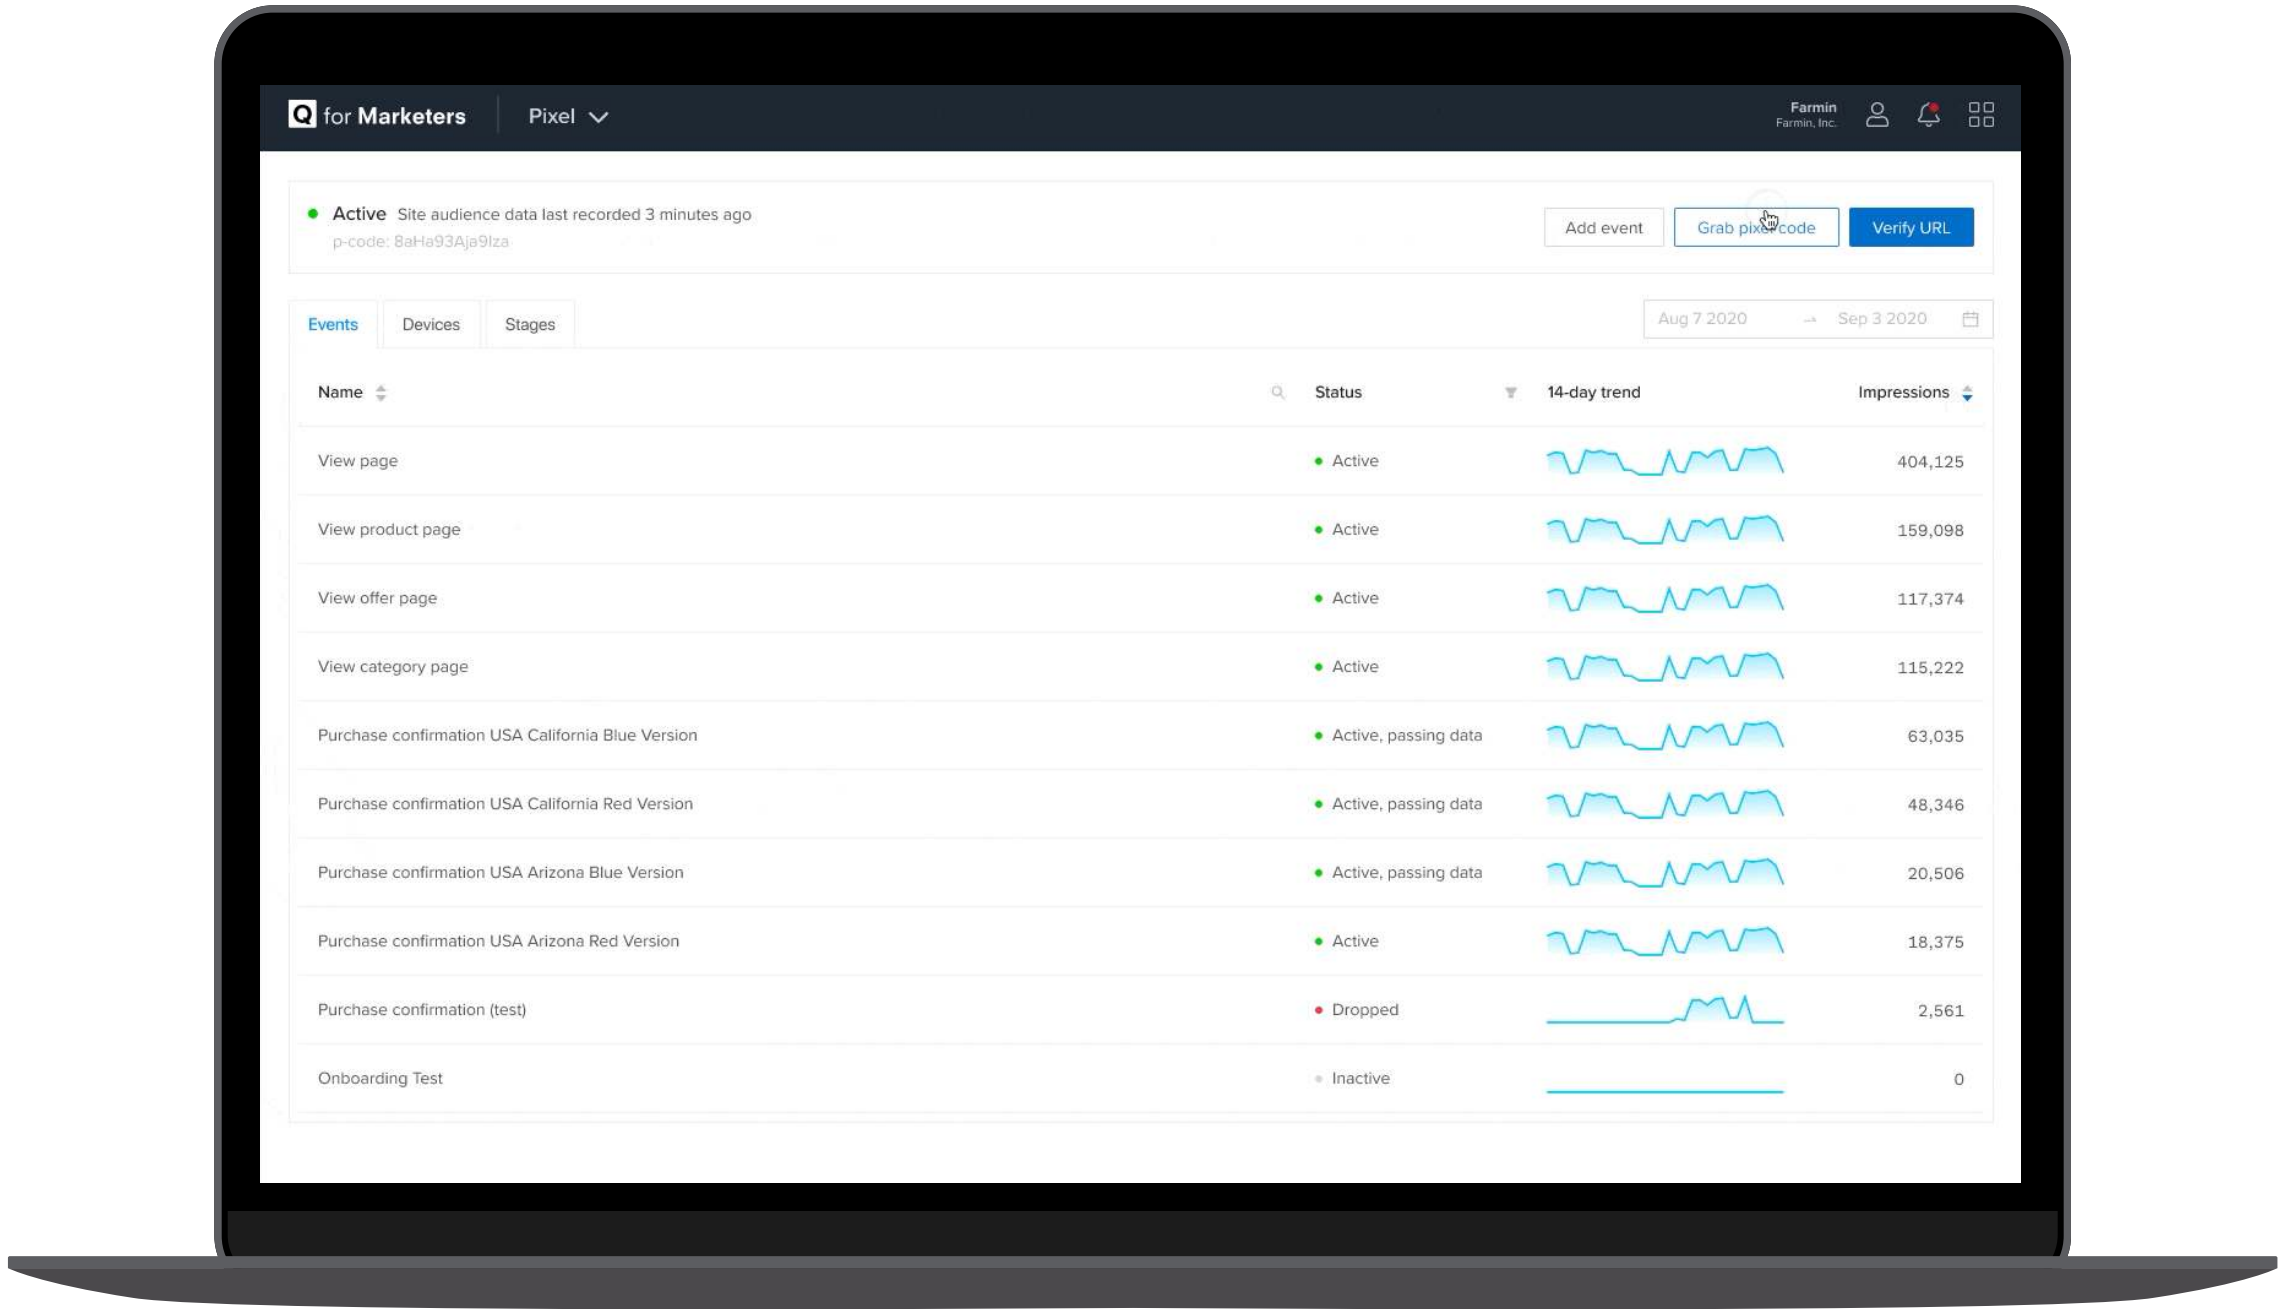 Q for Marketers
Pixel
Farmin
Farmin, Inc.
Active Site audience data last recorded 3 minutes ago
p-code: 8aHa93Aja9Iza
Add event
Grab pixel code
Verify URL
Events
Devices
Stages
Aug 7 2020 → Sep 3 2020
Name Status 14-day trend Impressions
View page Active 404,125
View product page Active 159,098
View offer page Active 117,374
View category page Active 115,222
Purchase confirmation USA California Blue Version Active, passing data 63,035
Purchase confirmation USA California Red Version Active, passing data 48,346
Purchase confirmation USA Arizona Blue Version Active, passing data 20,506
Purchase confirmation USA Arizona Red Version Active 18,375
Purchase confirmation (test) Dropped 2,561
Onboarding Test Inactive 0